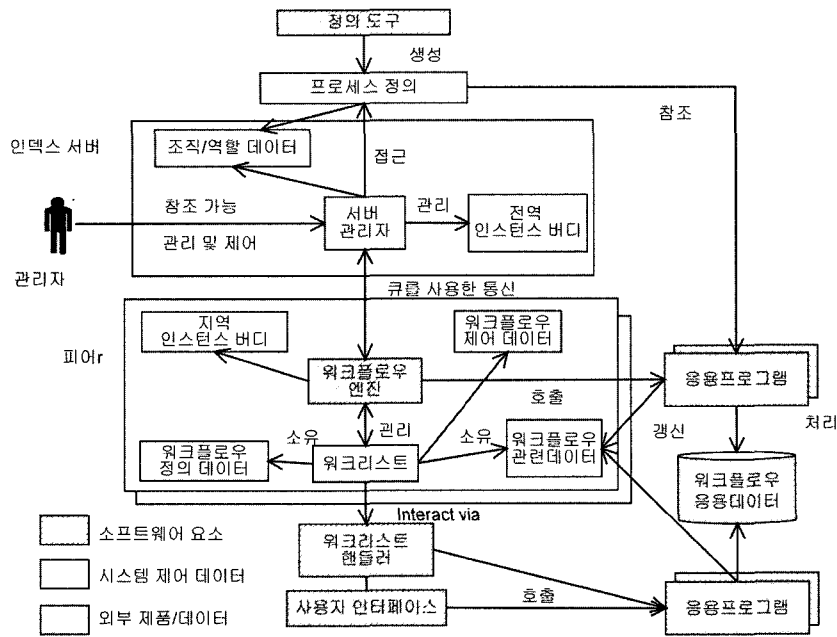 정의 도구
생성
프로세스 정의
참조
인덱스 서버
조직/역할 데이터
접근
참조 가능
관리 및 제어
서버
관리자
관리
전역
인스턴스 버디
관리자
큐를 사용한 통신
지역
인스턴스 버디
워크플로우
제어 데이터
피어r
워크플로우
엔진
호출
응용프로그램
처리
소유
관리
소유
갱신
워크플로우
정의 데이터
워크리스트
워크플로우
관련데이터
워크플로우
응용데이터
Interact via
워크리스트
핸들러
소프트웨어 요소
시스템 제어 데이터
외부 제품/데이터
사용자 인터페이스
호출
응용프로그램